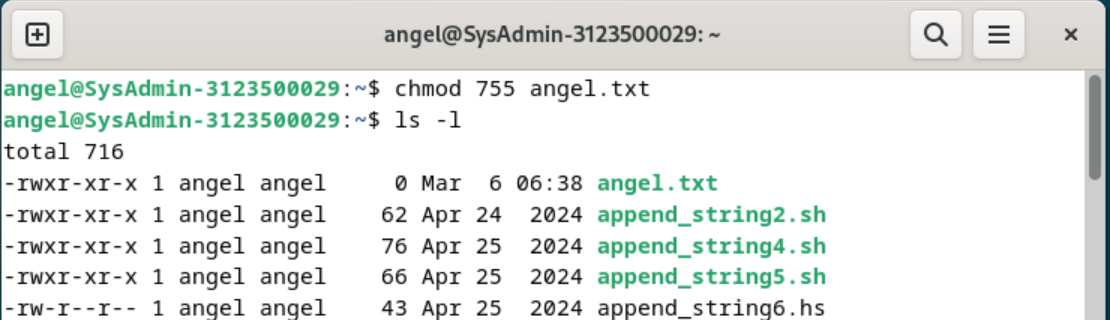 angel@SysAdmin-3123500029: ~
angel@SysAdmin-3123500029:~$ chmod 755 angel.txt
angel@SysAdmin-3123500029:~$ ls -l
total 716
-rwxr-xr-x 1 angel angel     0 Mar  6 06:38 angel.txt
-rwxr-xr-x 1 angel angel    62 Apr 24  2024 append_string2.sh
-rwxr-xr-x 1 angel angel    76 Apr 25  2024 append_string4.sh
-rwxr-xr-x 1 angel angel    66 Apr 25  2024 append_string5.sh
-rw-r--r-- 1 angel angel    43 Apr 25  2024 append_string6.hs